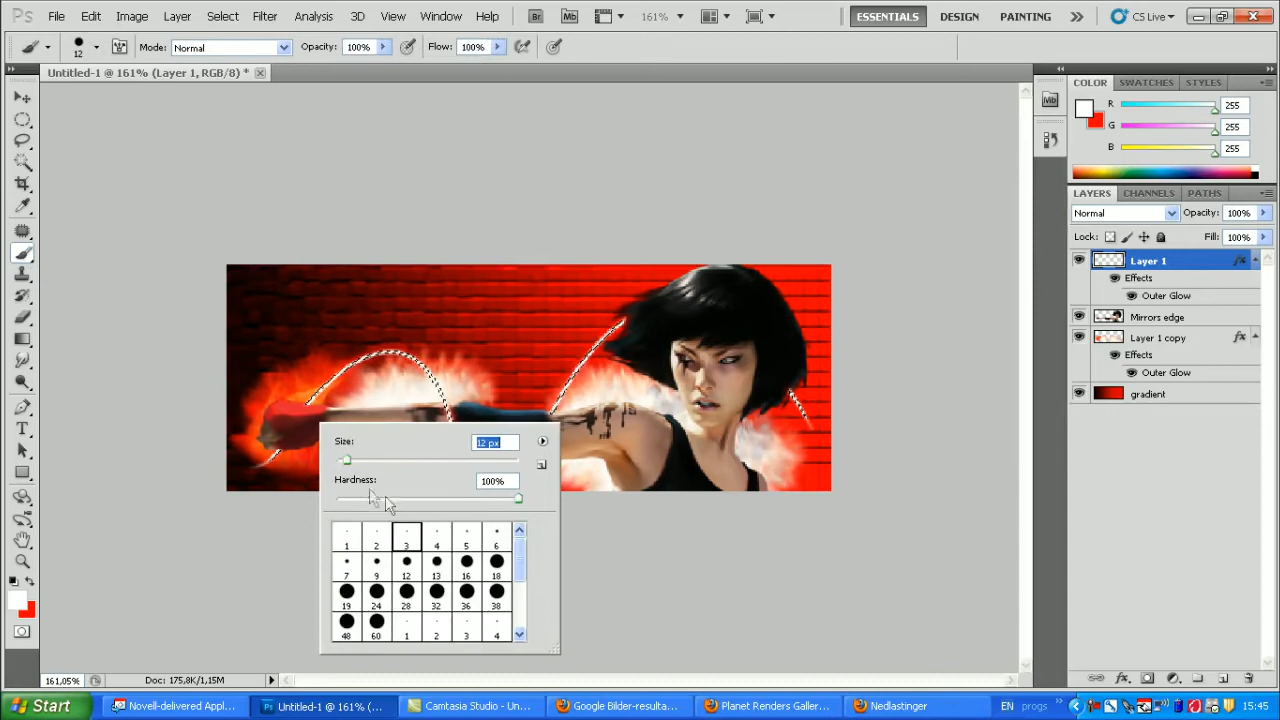 Ps File Edit Image Layer Select Filter Analysis 3D View Window Help Br Mb 161% ESSENTIALS DESIGN PAINTING CS Live
12 Mode: Normal Opacity: 100% Flow: 100%
Untitled-1 @ 161% (Layer 1, RGB/8) *
COLOR SWATCHES STYLES
Mb
R 255
G 255
B 255
LAYERS CHANNELS PATHS
Normal Opacity: 100%
Lock: Fill: 100%
Layer 1 fx
Effects
Outer Glow
Mirrors edge
Layer 1 copy fx
Effects
Outer Glow
gradient
Size: 12 px
Hardness: 100%
1 2 3 4 5 6
7 9 12 13 16 18
19 24 28 32 36 38
48 60 1 2 3 4
161,05% Doc: 175,8K/1,15M
Start Novell-delivered Appl... Untitled-1 @ 161% (... Camtasia Studio - Un... Google Bilder-resulta... Planet Renders Galler... Nedlastinger EN progs 15:45